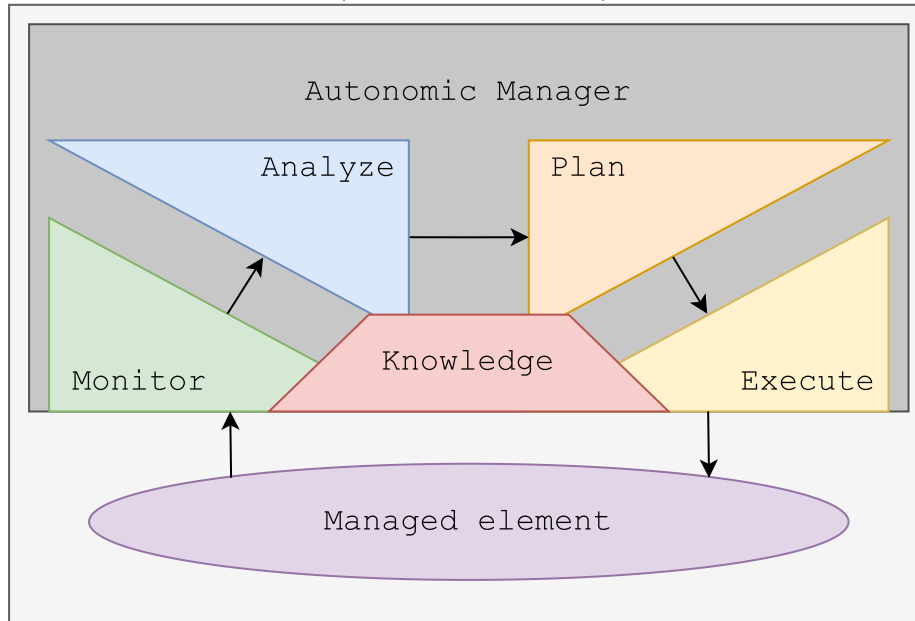 Autonomic Manager
Analyze
Plan
Monitor
Knowledge
Execute
Managed element